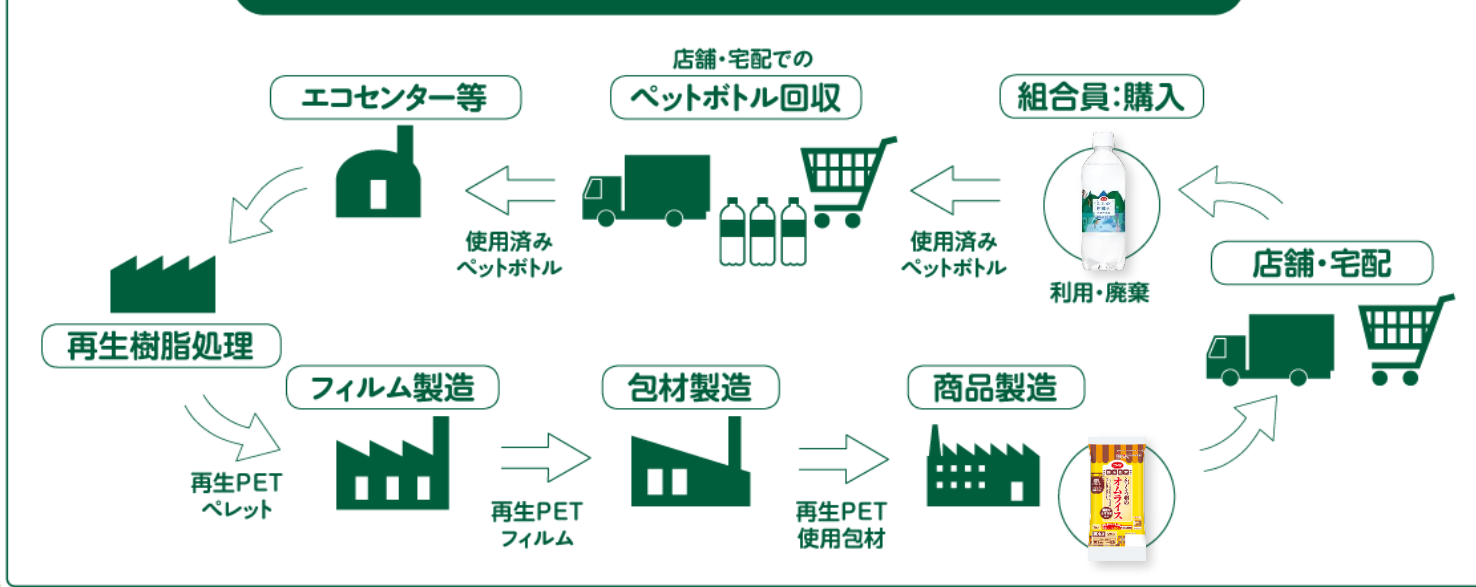 店舗・宅配での
エコセンター等
ペットボトル回収
組合員:購入
使用済み
ペットボトル
使用済み
ペットボトル
利用・廃棄
店舗・宅配
再生樹脂処理
フィルム製造
包材製造
商品製造
再生PET
ペレット
再生PET
フィルム
再生PET
使用包材
オムライス